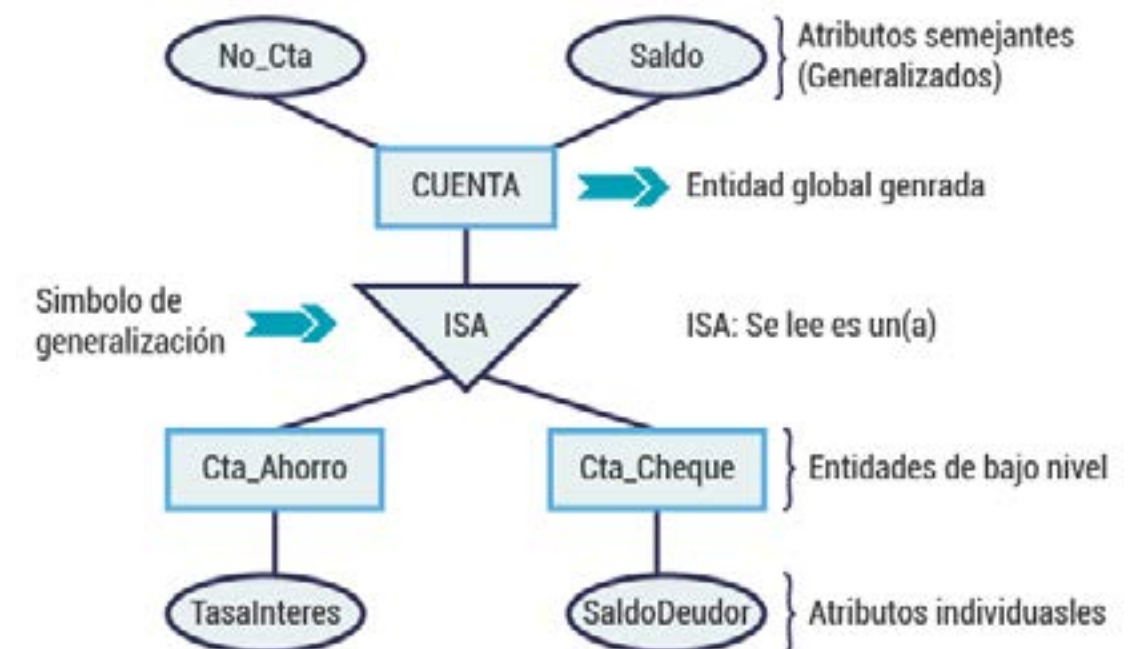 No_Cta
Saldo
Atributos semejantes
(Generalizados)
CUENTA
Entidad global genrada
Simbolo de
generalización
ISA
ISA: Se lee es un(a)
Cta_Ahorro
Cta_Cheque
Entidades de bajo nivel
TasaInteres
SaldoDeudor
Atributos individuasles